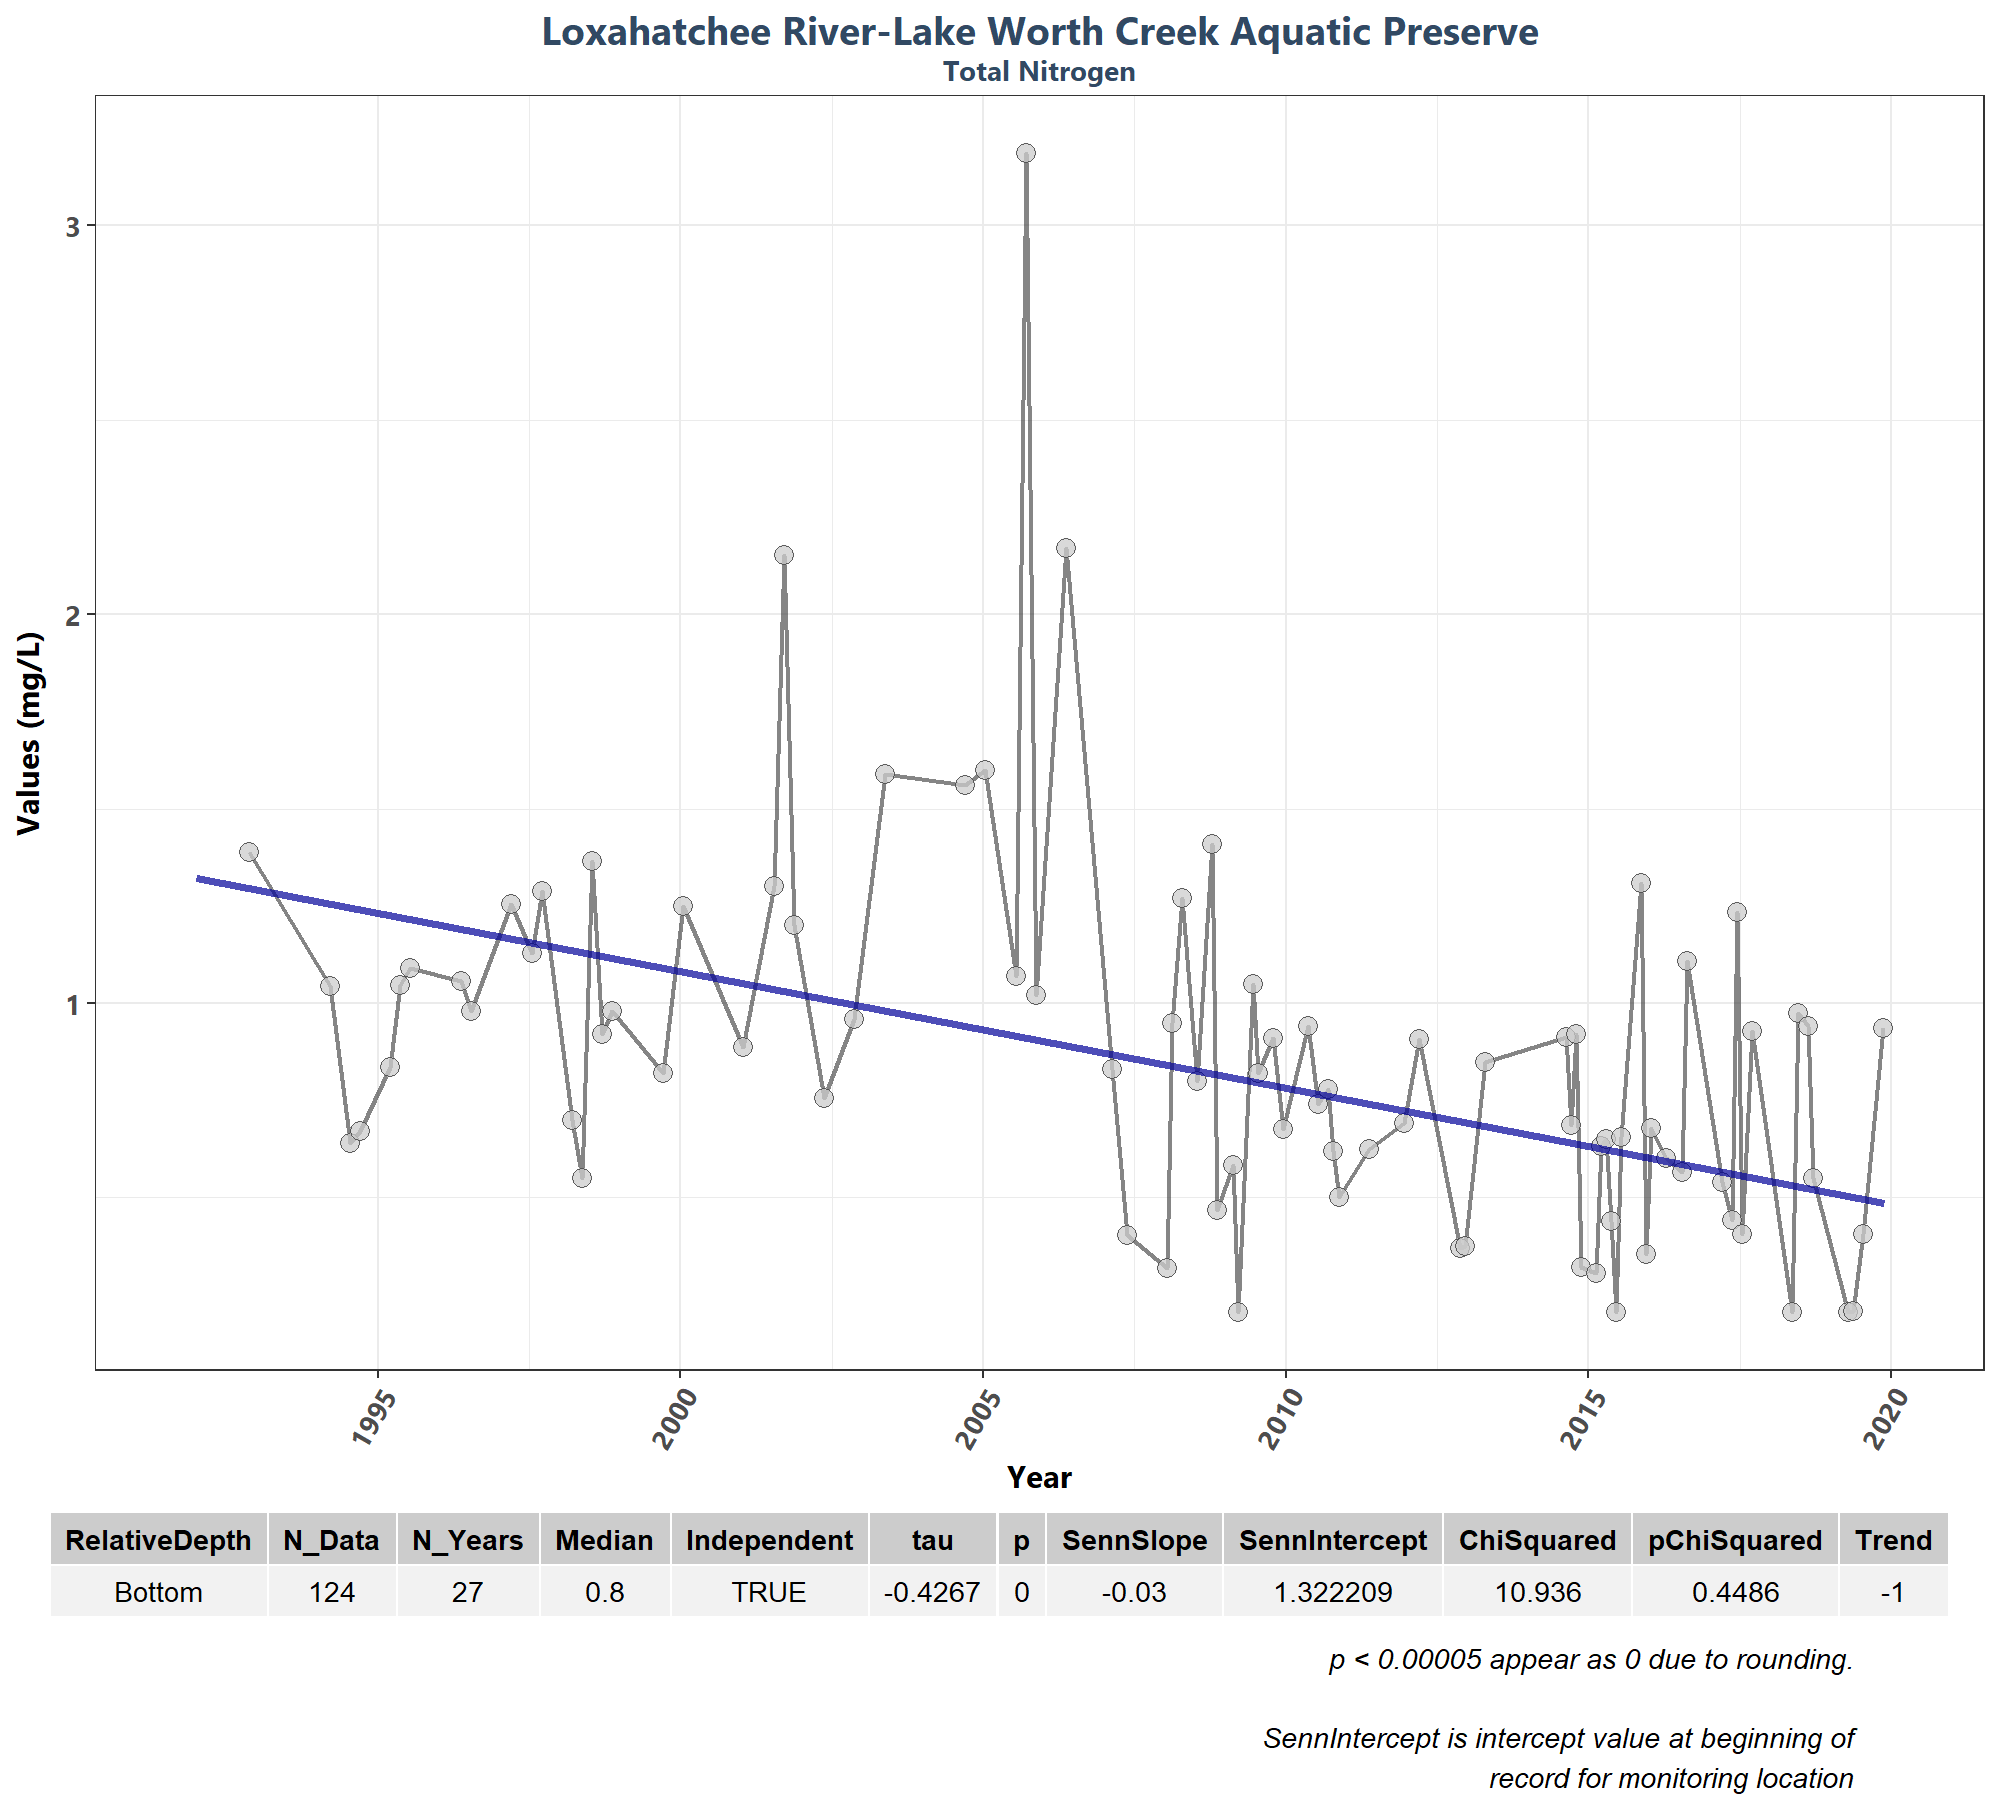 Loxahatchee River-Lake Worth Creek Aquatic Preserve
Total Nitrogen
Values (mg/L)
3
2
1
1995
2000
2005
2010
2015
2020
Year
RelativeDepth N_Data N_Years Median Independent tau p SennSlope SennIntercept ChiSquared pChiSquared Trend
Bottom 124 27 0.8 TRUE -0.4267 0 -0.03 1.322209 10.936 0.4486 -1
p < 0.00005 appear as 0 due to rounding.
SennIntercept is intercept value at beginning of
record for monitoring location